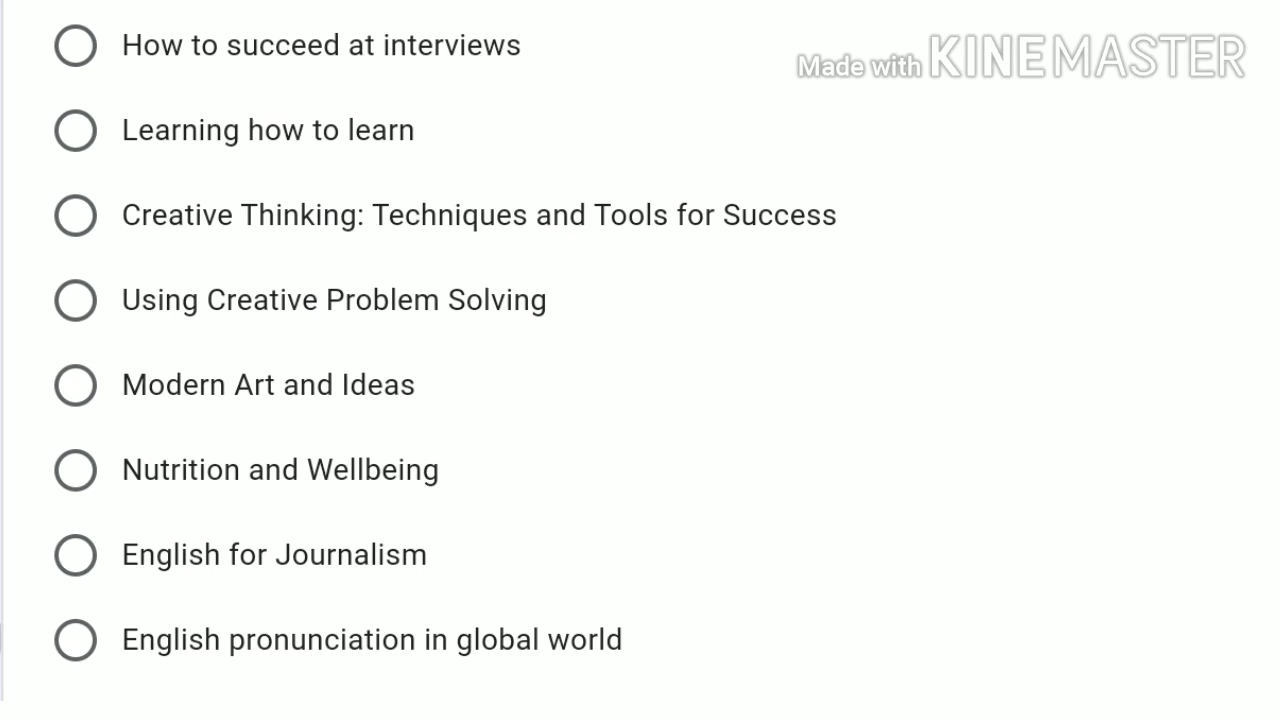 How to succeed at interviews
Made with KINEMASTER
Learning how to learn
Creative Thinking: Techniques and Tools for Success
Using Creative Problem Solving
Modern Art and Ideas
Nutrition and Wellbeing
English for Journalism
English pronunciation in global world